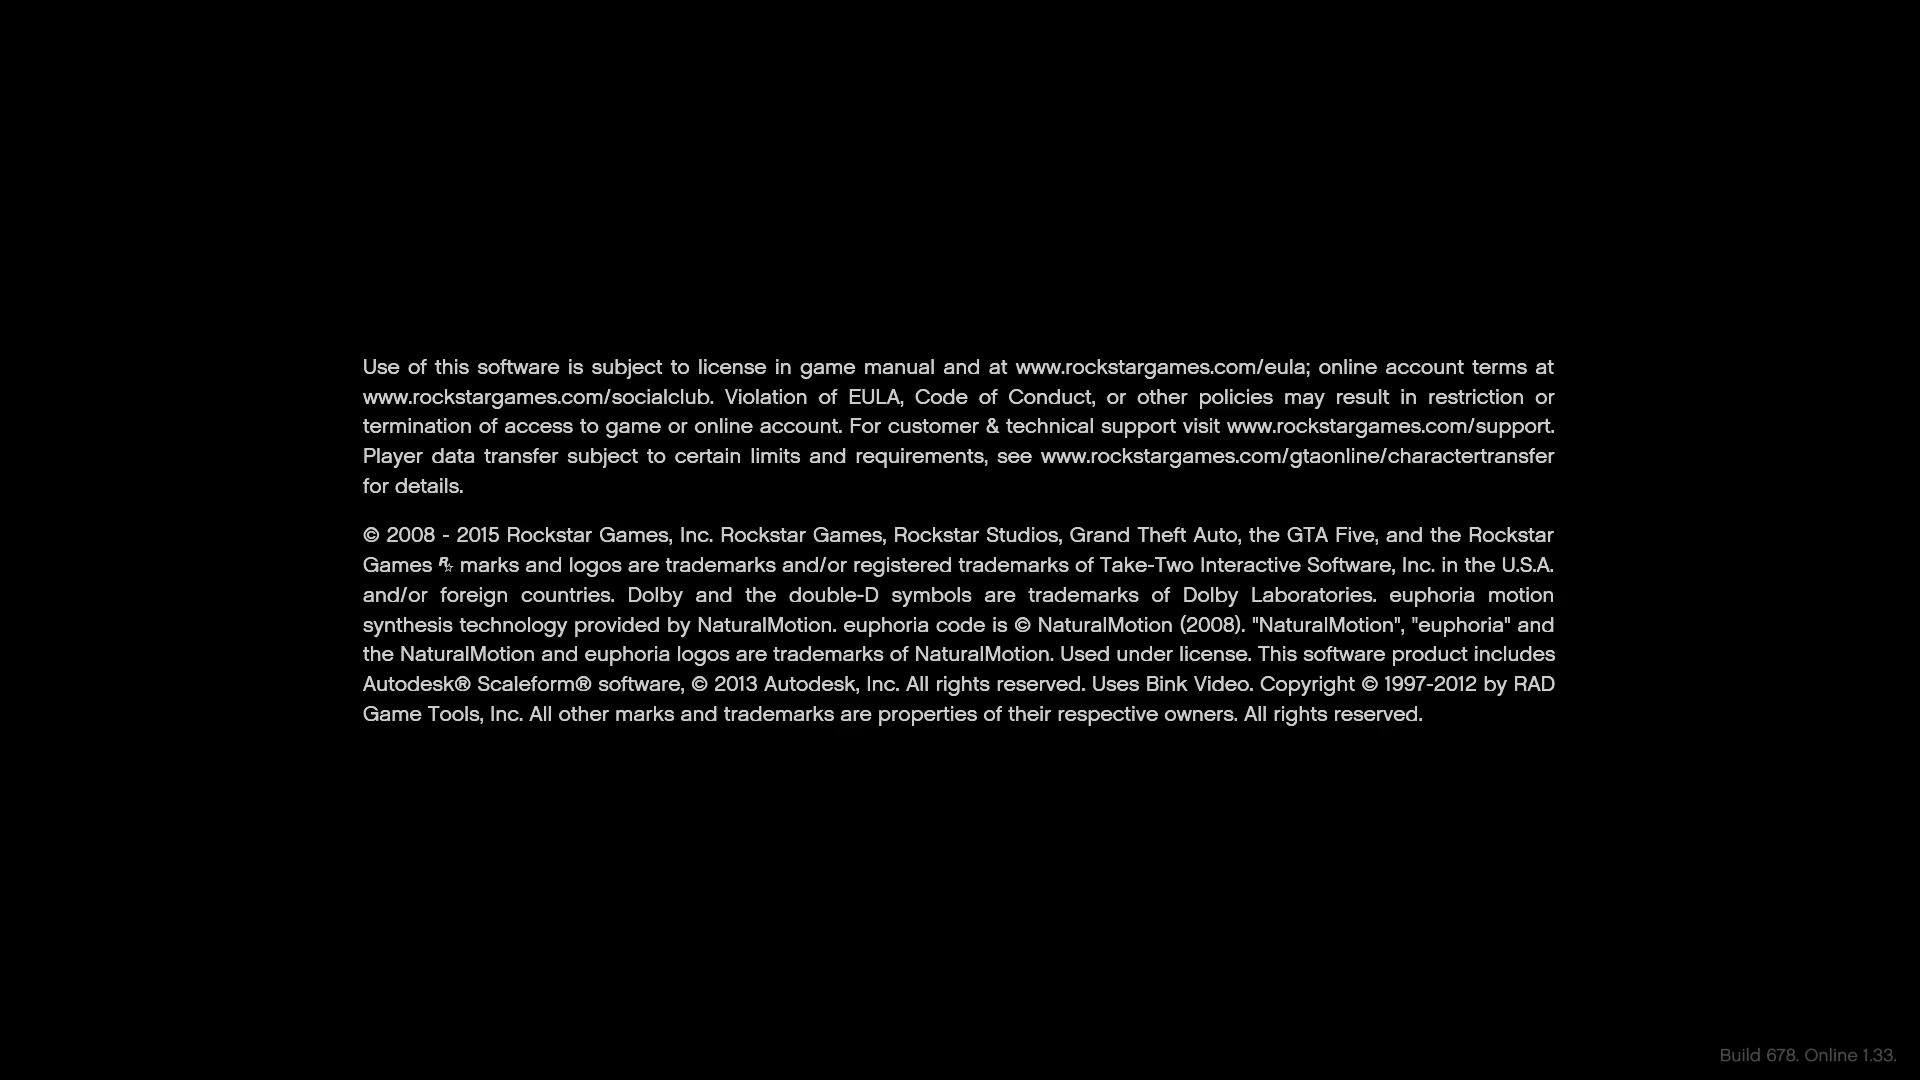 Use of this software is subject to license in game manual and at www.rockstargames.com/eula; online account terms at
www.rockstargames.com/socialclub. Violation of EULA, Code of Conduct, or other policies may result in restriction or
termination of access to game or online account. For customer & technical support visit www.rockstargames.com/support.
Player data transfer subject to certain limits and requirements, see www.rockstargames.com/gtaonline/charactertransfer
for details.
© 2008 - 2015 Rockstar Games, Inc. Rockstar Games, Rockstar Studios, Grand Theft Auto, the GTA Five, and the Rockstar
Games R☆ marks and logos are trademarks and/or registered trademarks of Take-Two Interactive Software, Inc. in the U.S.A.
and/or foreign countries. Dolby and the double-D symbols are trademarks of Dolby Laboratories. euphoria motion
synthesis technology provided by NaturalMotion. euphoria code is © NaturalMotion (2008). "NaturalMotion", "euphoria" and
the NaturalMotion and euphoria logos are trademarks of NaturalMotion. Used under license. This software product includes
Autodesk® Scaleform® software, © 2013 Autodesk, Inc. All rights reserved. Uses Bink Video. Copyright © 1997-2012 by RAD
Game Tools, Inc. All other marks and trademarks are properties of their respective owners. All rights reserved.
Build 678. Online 1.33.